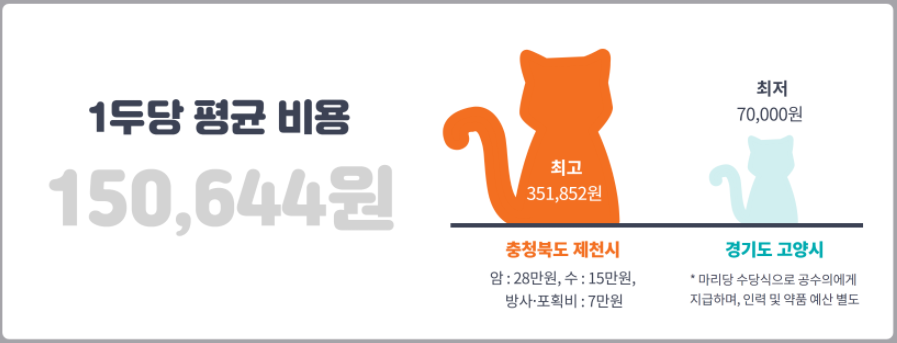 1두당 평균 비용
150,644원
최고
351,852원
충청북도 제천시
암 : 28만원, 수 : 15만원,
방사·포획비 : 7만원
최저
70,000원
경기도 고양시
* 마리당 수당식으로 공수의에게
지급하며, 인력 및 약품 예산 별도